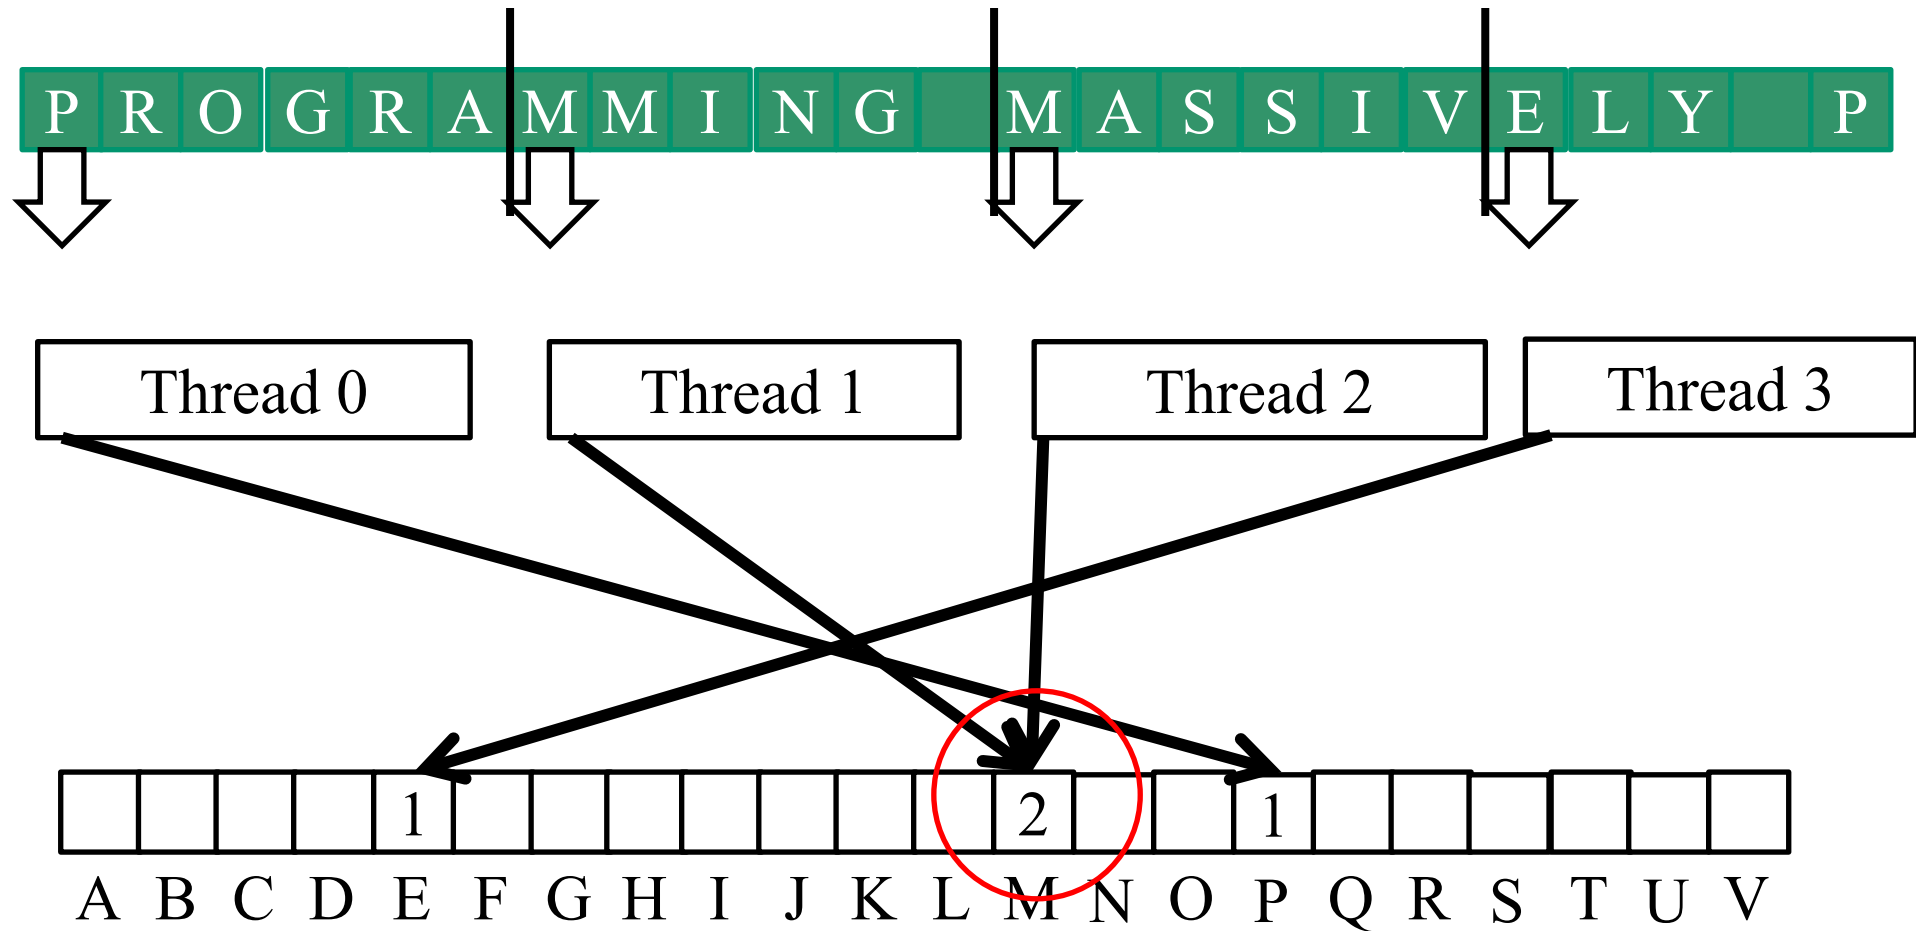 P R O G R A M M I N G M A S S I V E L Y P
Thread 0 Thread 1 Thread 2 Thread 3
1 2 1
A B C D E F G H I J K L M N O P Q R S T U V